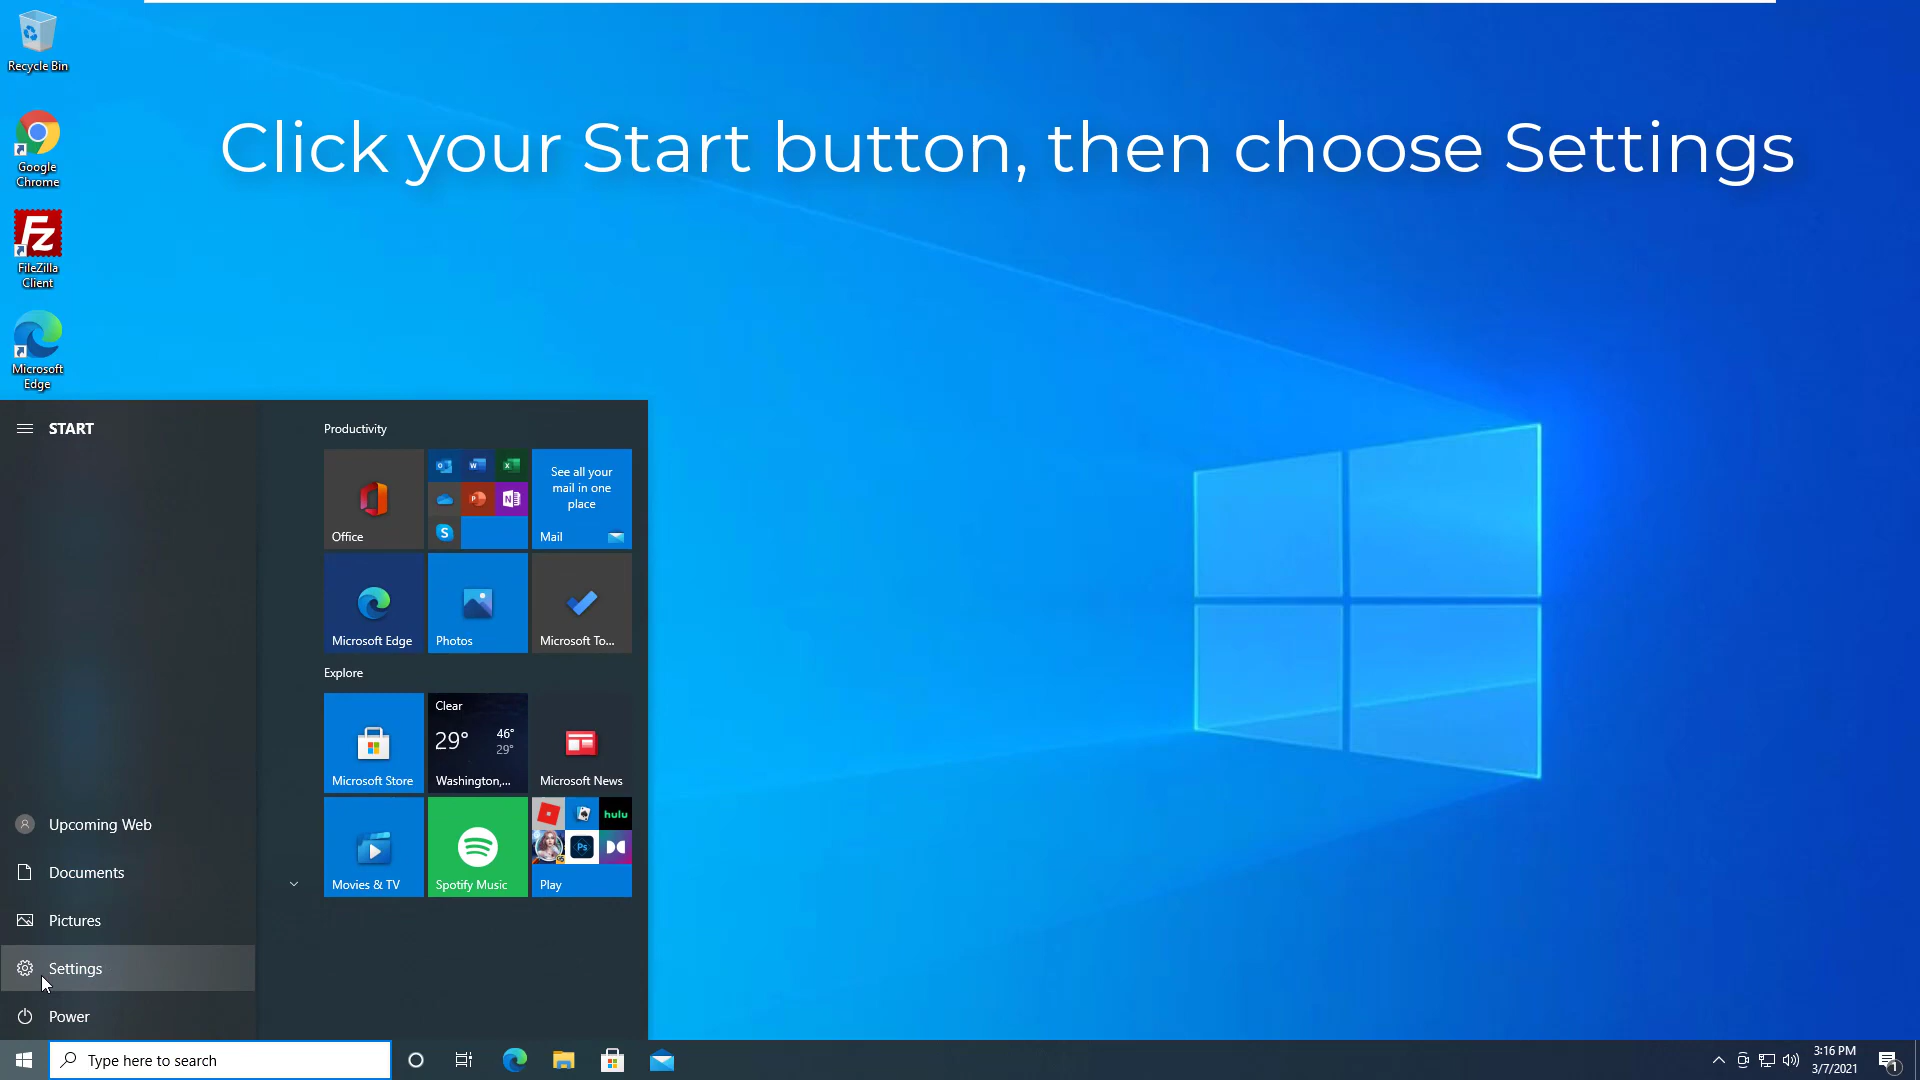 Recycle Bin
Click your Start button, then choose Settings
Google
Chrome
FileZilla
Client
Microsoft
Edge
START
Productivity
Office
See all your
mail in one
place
Mail
Microsoft Edge
Photos
Microsoft To...
Explore
Microsoft Store
Clear
29° 46°
29°
Washington,...
Microsoft News
Movies & TV
Spotify Music
hulu
Ps
Play
Upcoming Web
Documents
Pictures
Settings
Power
Type here to search
3:16 PM
3/7/2021
1